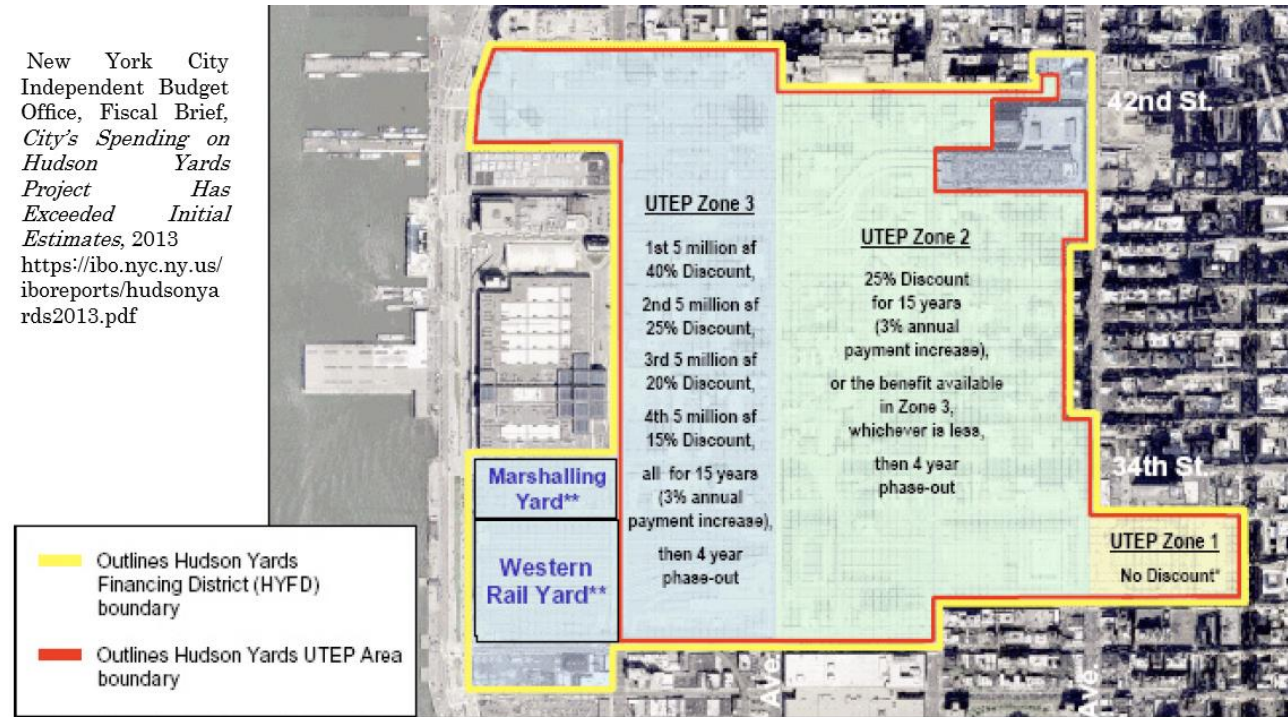 New York City
Independent Budget
Office, Fiscal Brief,
City's Spending on
Hudson Yards
Project Has
Exceeded Initial
Estimates, 2013
https://ibo.nyc.ny.us/
iboreports/hudsonya
rds2013.pdf
42nd St.
UTEP Zone 3
1st 5 million sf
40% Discount,
2nd 5 million sf
25% Discount,
3rd 5 million sf
20% Discount,
4th 5 million sf
15% Discount,
all for 15 years
(3% annual
payment increase),
then 4 year
phase-out
UTEP Zone 2
25% Discount
for 15 years
(3% annual
payment increase),
or the benefit available
in Zone 3,
whichever is less,
then 4 year
phase-out
34th St.
Marshalling
Yard**
Western
Rail Yard**
UTEP Zone 1
No Discount*
Outlines Hudson Yards
Financing District (HYFD)
boundary
Outlines Hudson Yards UTEP Area
boundary
Ave.
Ave.